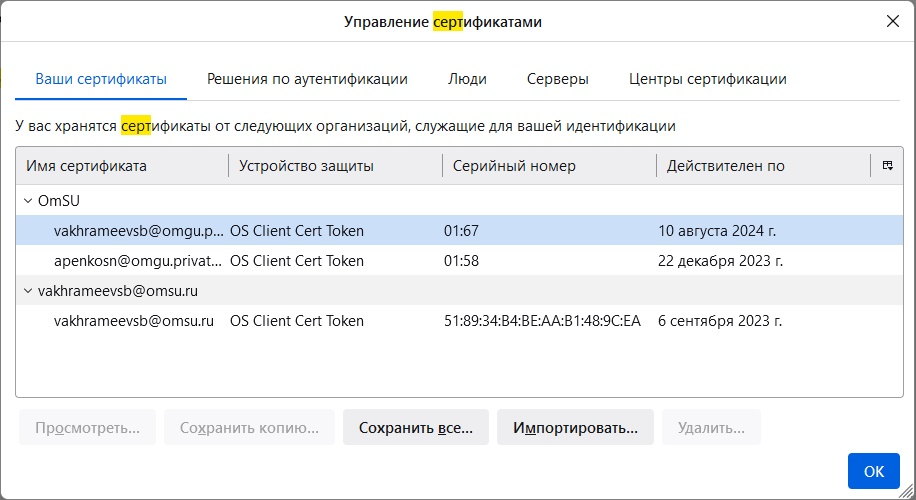 Управление сертификатами
Ваши сертификаты Решения по аутентификации Люди Серверы Центры сертификации
У вас хранятся сертификаты от следующих организаций, служащие для вашей идентификации
Имя сертификата Устройство защиты Серийный номер Действителен по
OmSU
vakhrameevsb@omgu.p... OS Client Cert Token 01:67 10 августа 2024 г.
apenkosn@omgu.privat... OS Client Cert Token 01:58 22 декабря 2023 г.
vakhrameevsb@omsu.ru
vakhrameevsb@omsu.ru OS Client Cert Token 51:89:34:B4:BE:AA:B1:48:9C:EA 6 сентября 2023 г.
Просмотреть... Сохранить копию... Сохранить все... Импортировать... Удалить...
ОК